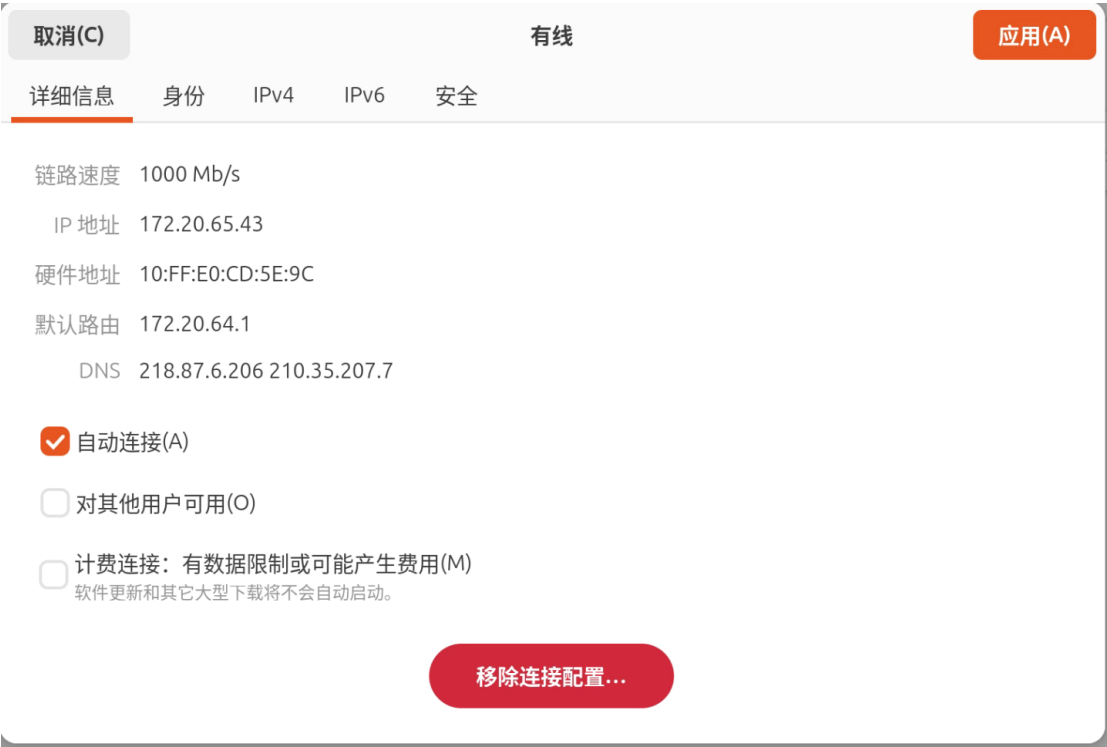 取消(C) 有线 应用(A)
详细信息 身份 IPv4 IPv6 安全
链路速度 1000 Mb/s
IP 地址 172.20.65.43
硬件地址 10:FF:E0:CD:5E:9C
默认路由 172.20.64.1
DNS 218.87.6.206 210.35.207.7
自动连接(A)
对其他用户可用(O)
计费连接：有数据限制或可能产生费用(M)
软件更新和其它大型下载将不会自动启动。
移除连接配置...